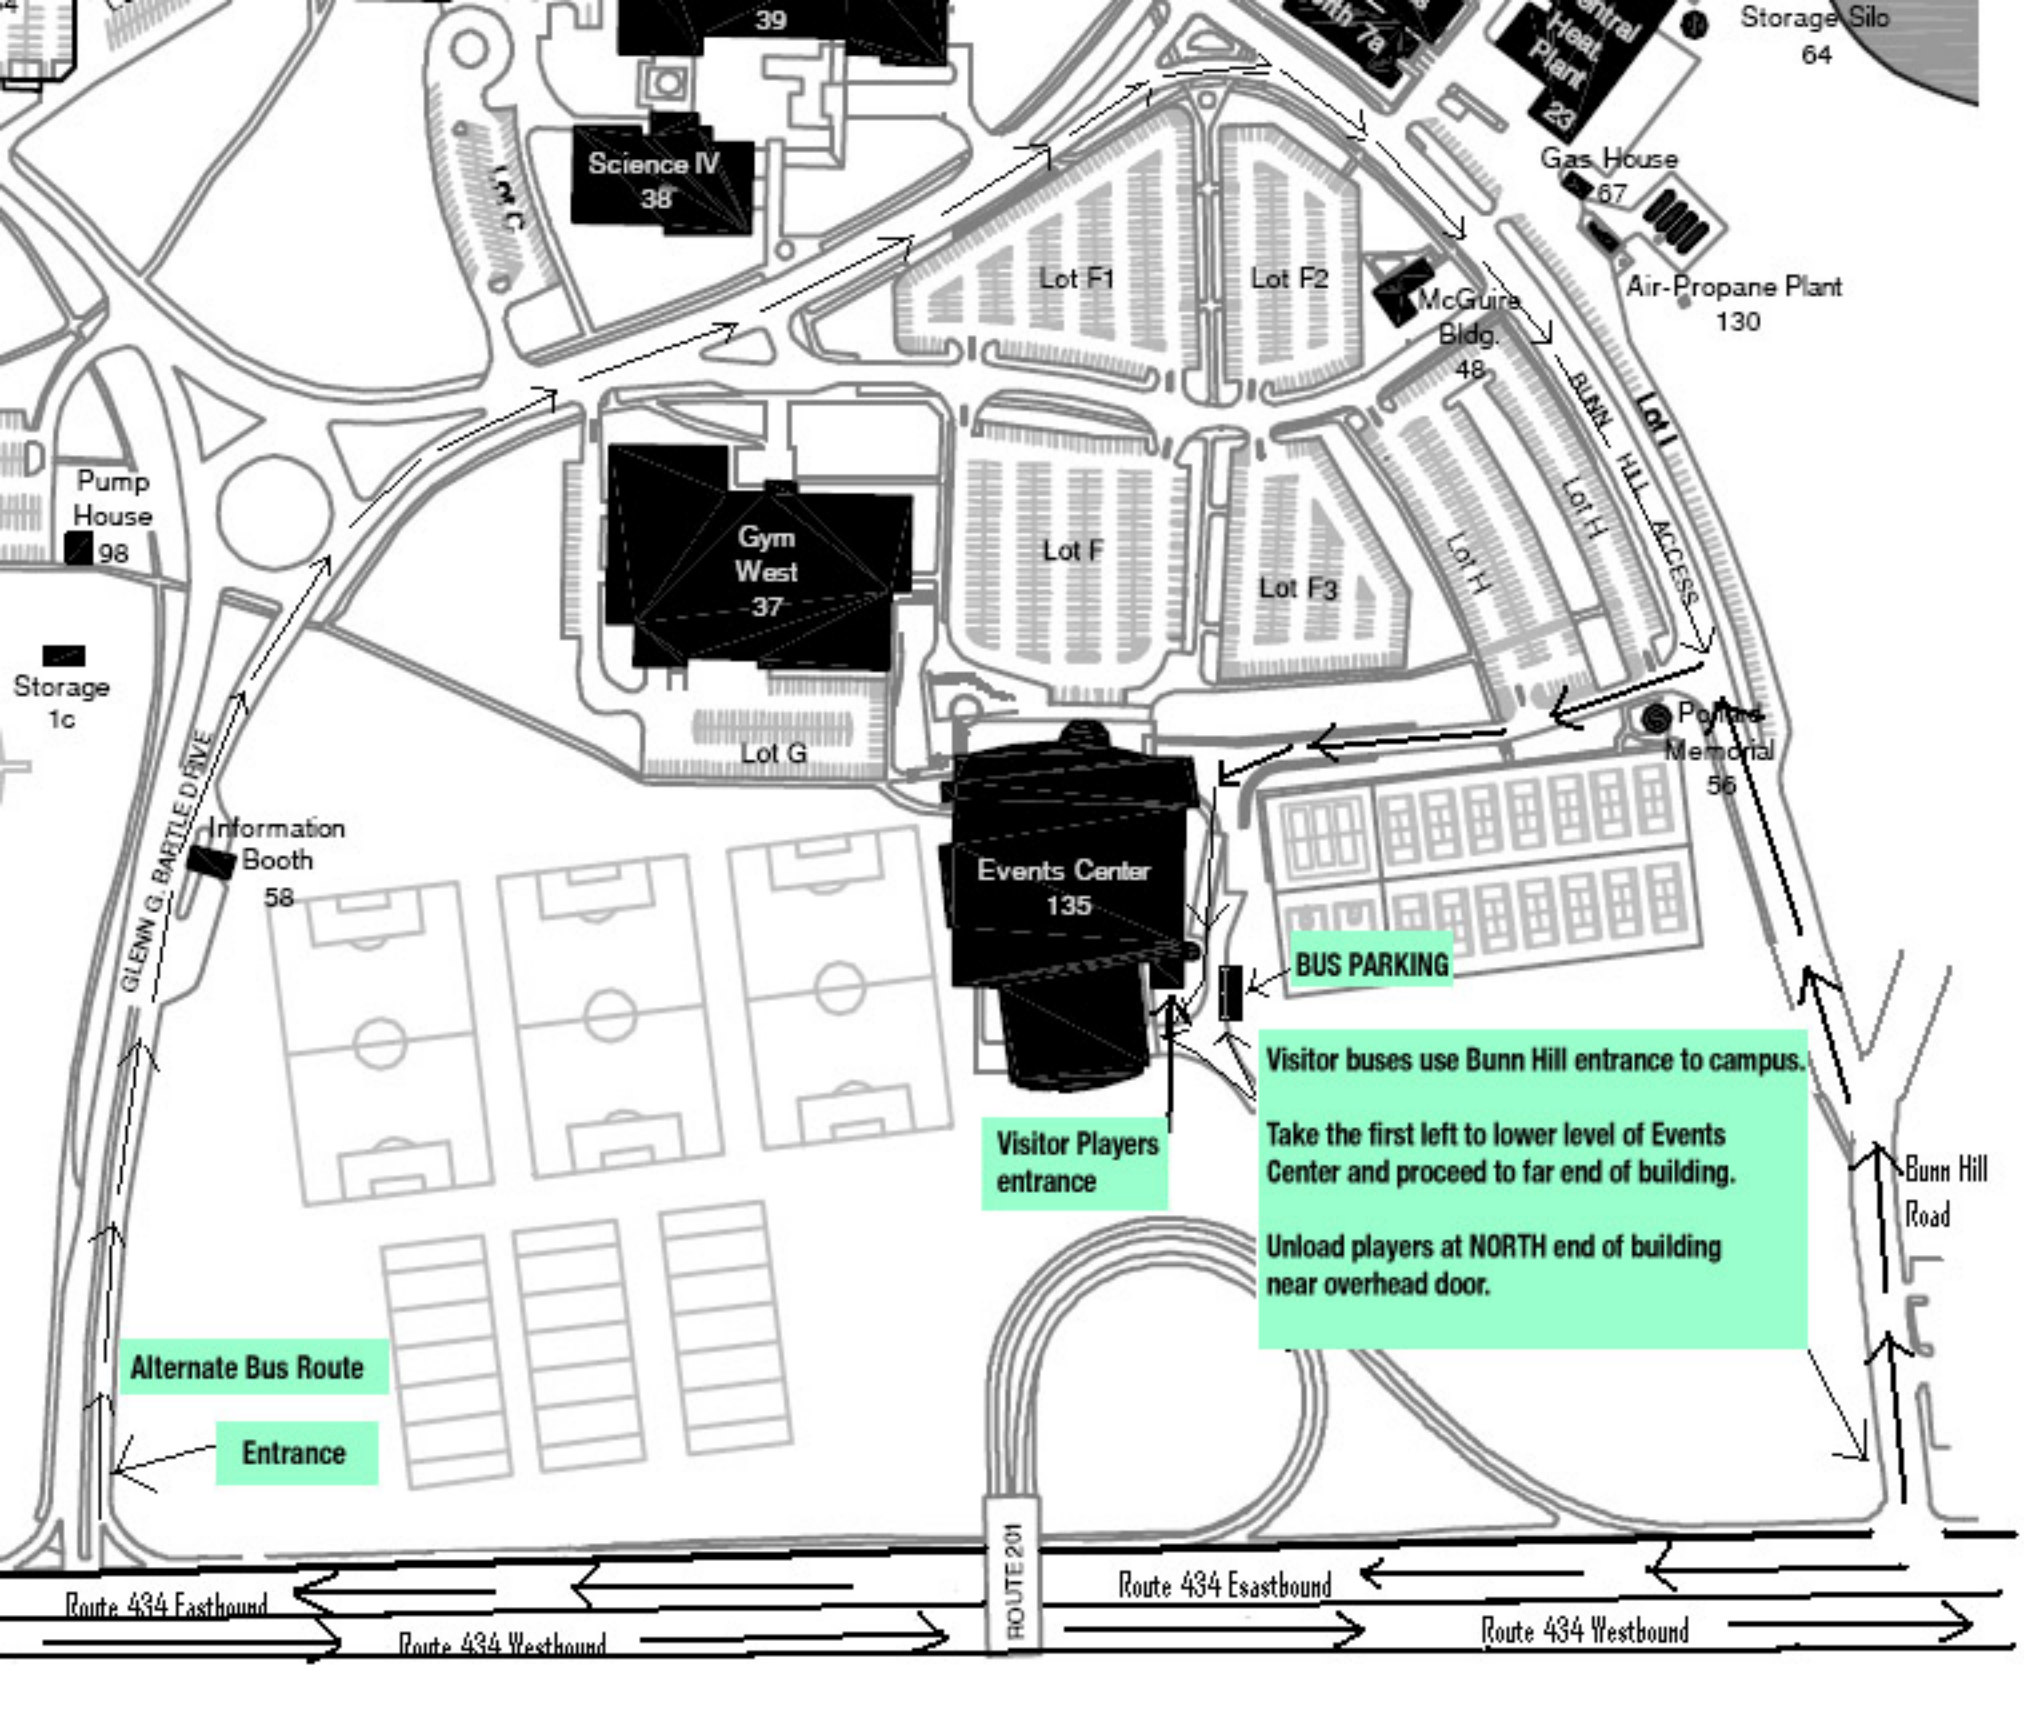 39
Storage Silo
64
Central
Heat.
Plant
23
Science IV
38
Lot C
Gas House
67
Lot F1
Lot F2
McGuire
Bldg.
48
Air-Propane Plant
130
BUNN HILL ACCESS
Lot I
Pump
House
98
Gym
West
37
Lot F
Lot F3
Lot H
Lot H
Storage
1c
Lot G
Memorial
56
GLENN G. BARTLE DRIVE
Information
Booth
58
Events Center
135
BUS PARKING
Visitor buses use Bunn Hill entrance to campus.
Take the first left to lower level of Events
Center and proceed to far end of building.
Unload players at NORTH end of building
near overhead door.
Visitor Players
entrance
Bunn Hill
Road
Alternate Bus Route
Entrance
ROUTE 201
Route 434 Eastbound
Route 434 Esastbound
Route 434 Westbound
Route 434 Westbound